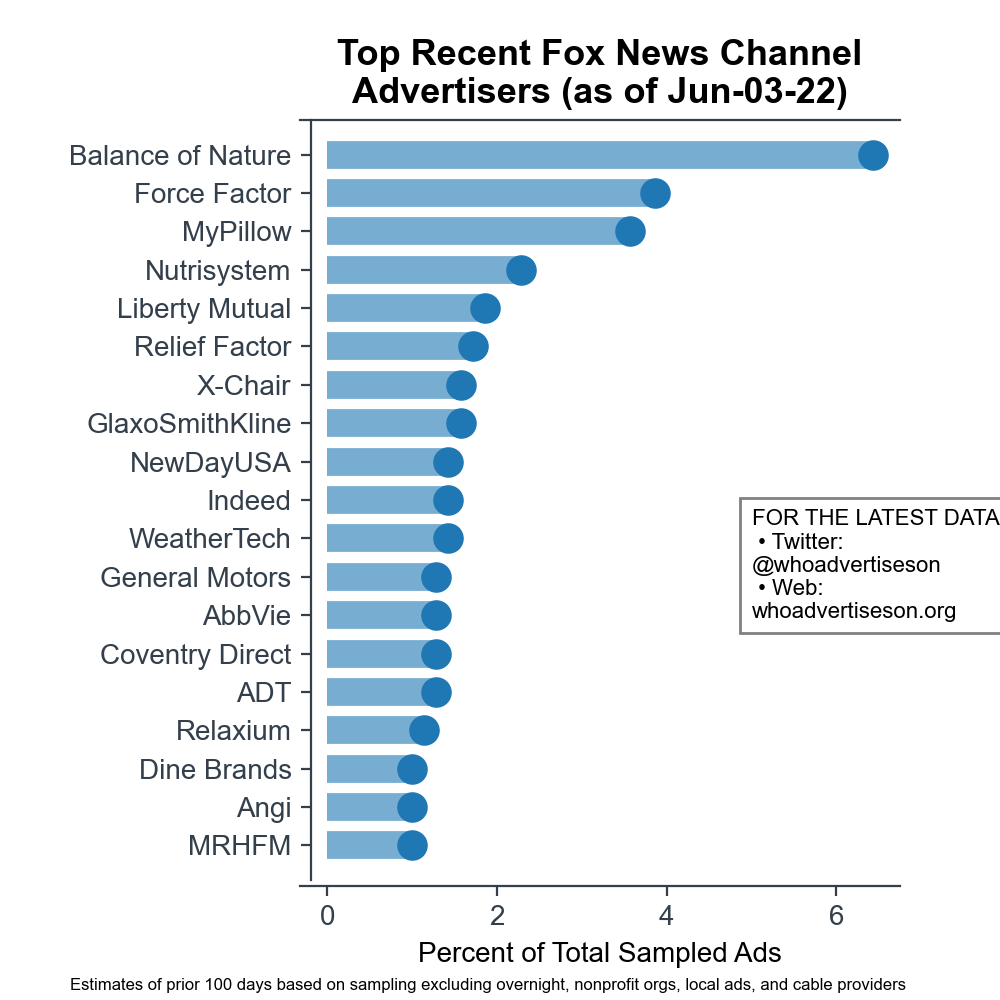 Top Recent Fox News Channel
Advertisers (as of Jun-03-22)
Balance of Nature
Force Factor
MyPillow
Nutrisystem
Liberty Mutual
Relief Factor
X-Chair
GlaxoSmithKline
NewDayUSA
Indeed
WeatherTech
General Motors
AbbVie
Coventry Direct
ADT
Relaxium
Dine Brands
Angi
MRHFM
FOR THE LATEST DATA
• Twitter:
@whoadvertiseson
• Web:
whoadvertiseson.org
0 2 4 6
Percent of Total Sampled Ads
Estimates of prior 100 days based on sampling excluding overnight, nonprofit orgs, local ads, and cable providers